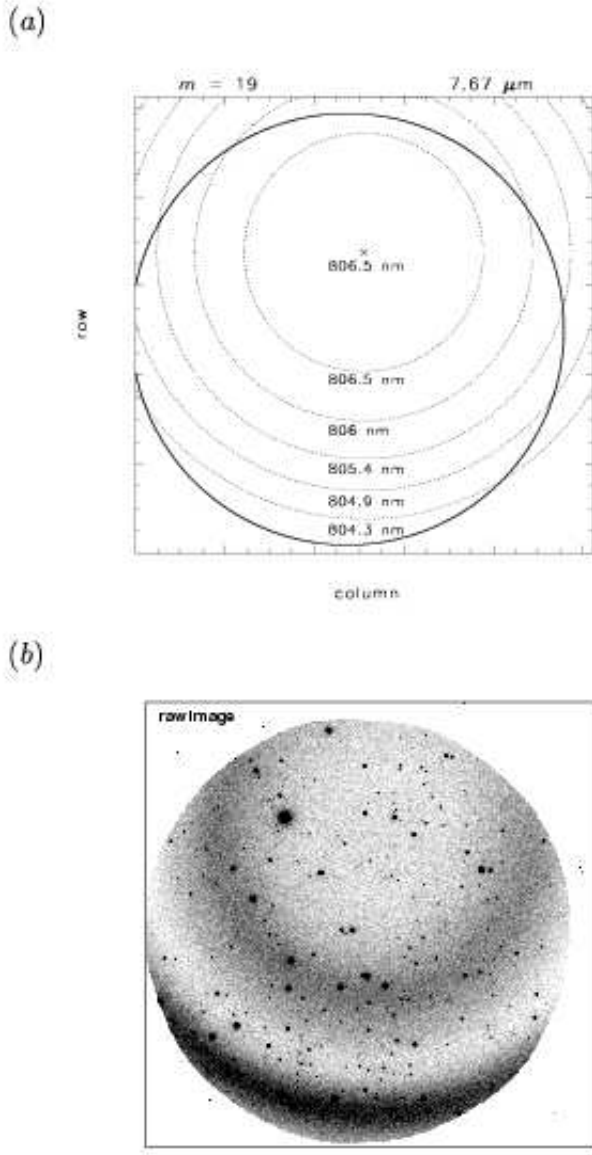 (a)
m = 19 7.67 μm
×
806.5 nm
806.5 nm
806 nm
805.4 nm
804.9 nm
804.3 nm
row
column
(b)
raw image